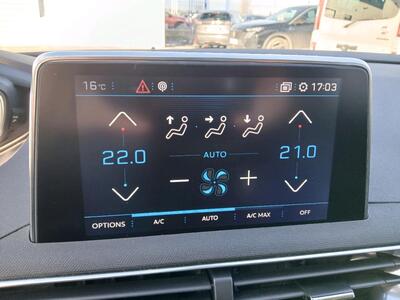 16°C 17:03
22.0 AUTO 21.0
OPTIONS A/C AUTO A/C MAX OFF